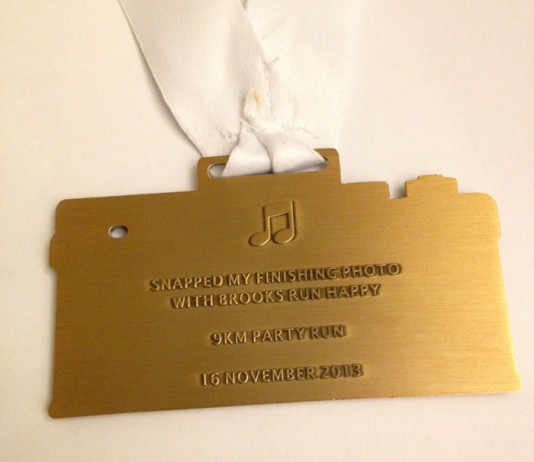 SNAPPED MY FINISHING PHOTO
WITH BROOKS RUN HAPPY
9KM PARTY RUN
16 NOVEMBER 2013